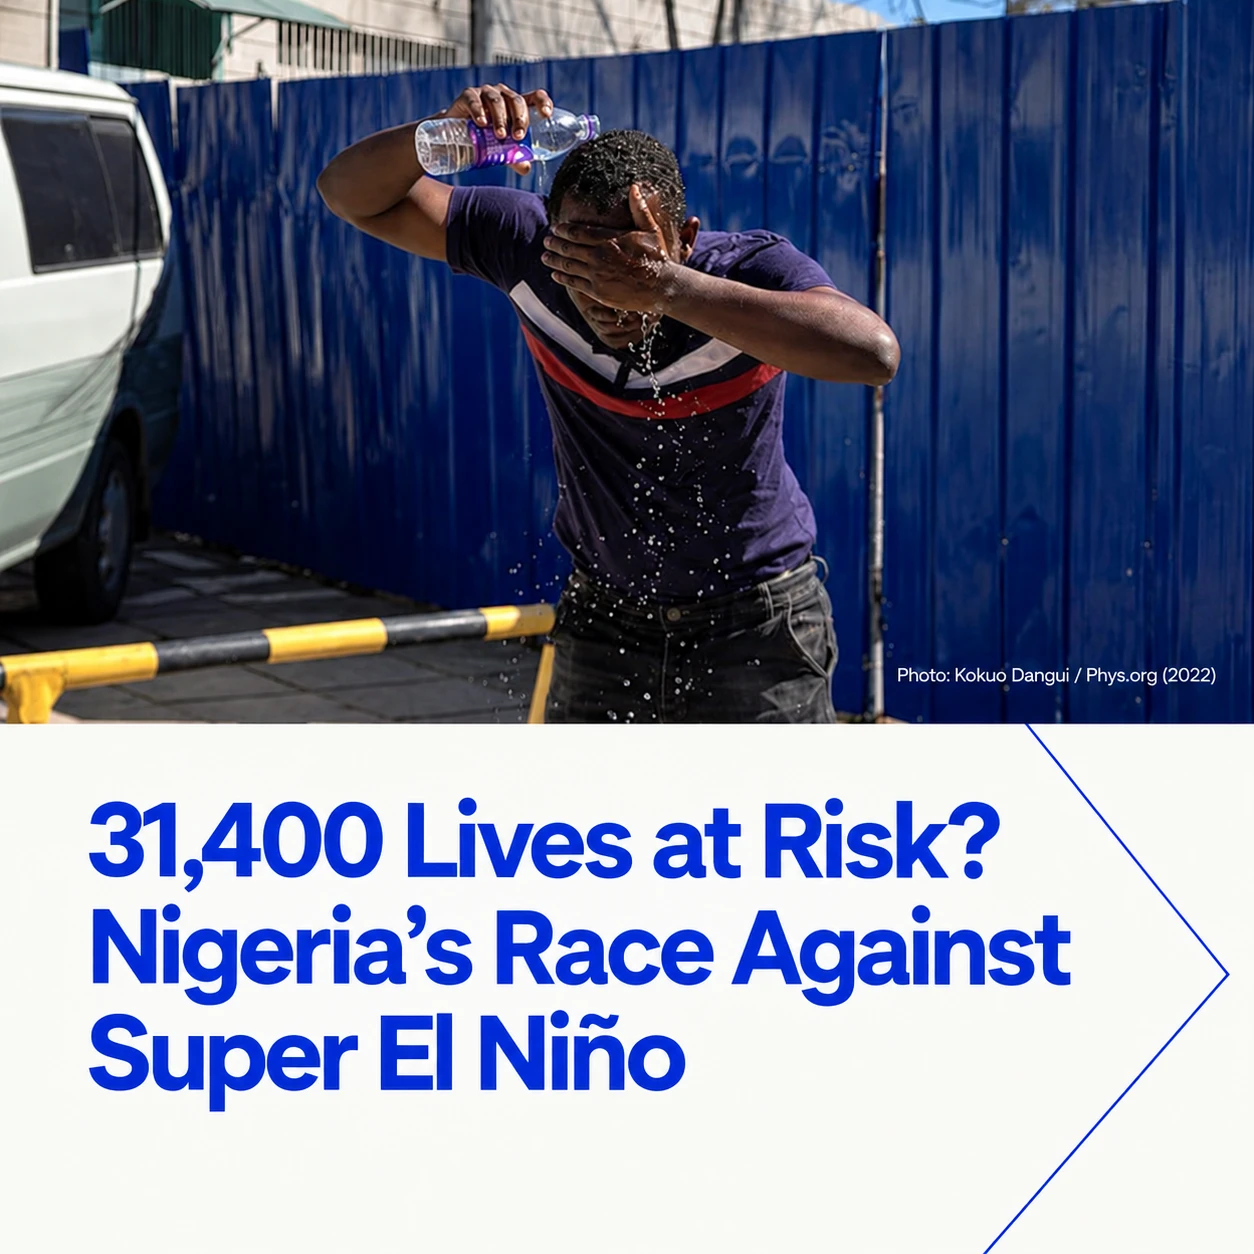 Photo: Kokuo Dangui / Phys.org (2022)
31,400 Lives at Risk?
Nigeria’s Race Against
Super El Niño